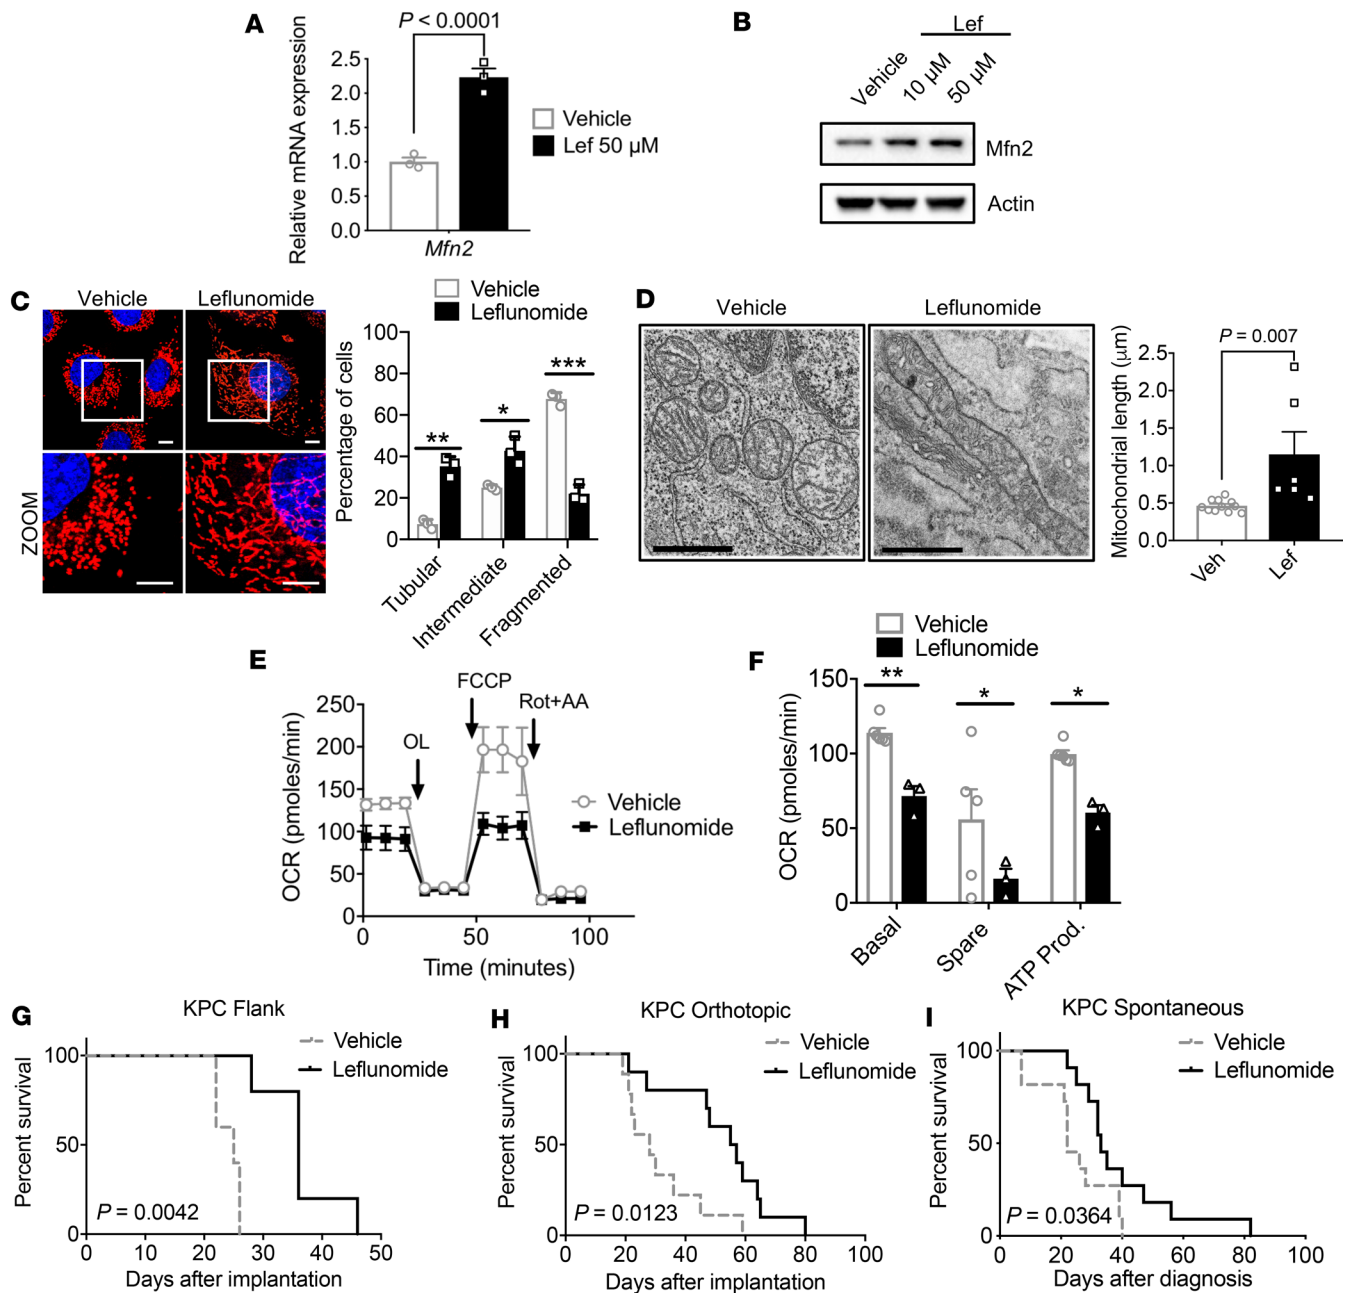 A
P < 0.0001
Relative mRNA expression
2.5
2.0
1.5
1.0
0.5
0.0
Mfn2
Vehicle
Lef 50 µM
B
Lef
Vehicle
10 µM
50 µM
Mfn2
Actin
C
Vehicle
Leflunomide
ZOOM
Vehicle
Leflunomide
Percentage of cells
100
80
60
40
20
0
**
*
***
Tubular
Intermediate
Fragmented
D
Vehicle
Leflunomide
Mitochondrial length (µm)
P = 0.007
2.5
2.0
1.5
1.0
0.5
0.0
Veh
Lef
E
OCR (pmoles/min)
250
200
150
100
50
0
OL
FCCP
Rot+AA
Vehicle
Leflunomide
0
50
100
Time (minutes)
F
Vehicle
Leflunomide
OCR (pmoles/min)
150
100
50
0
**
*
*
Basal
Spare
ATP Prod.
G
KPC Flank
Vehicle
Leflunomide
Percent survival
100
50
0
P = 0.0042
0 10 20 30 40 50
Days after implantation
H
KPC Orthotopic
Vehicle
Leflunomide
Percent survival
100
50
0
P = 0.0123
0 20 40 60 80 100
Days after implantation
I
KPC Spontaneous
Vehicle
Leflunomide
Percent survival
100
50
0
P = 0.0364
0 20 40 60 80 100
Days after diagnosis